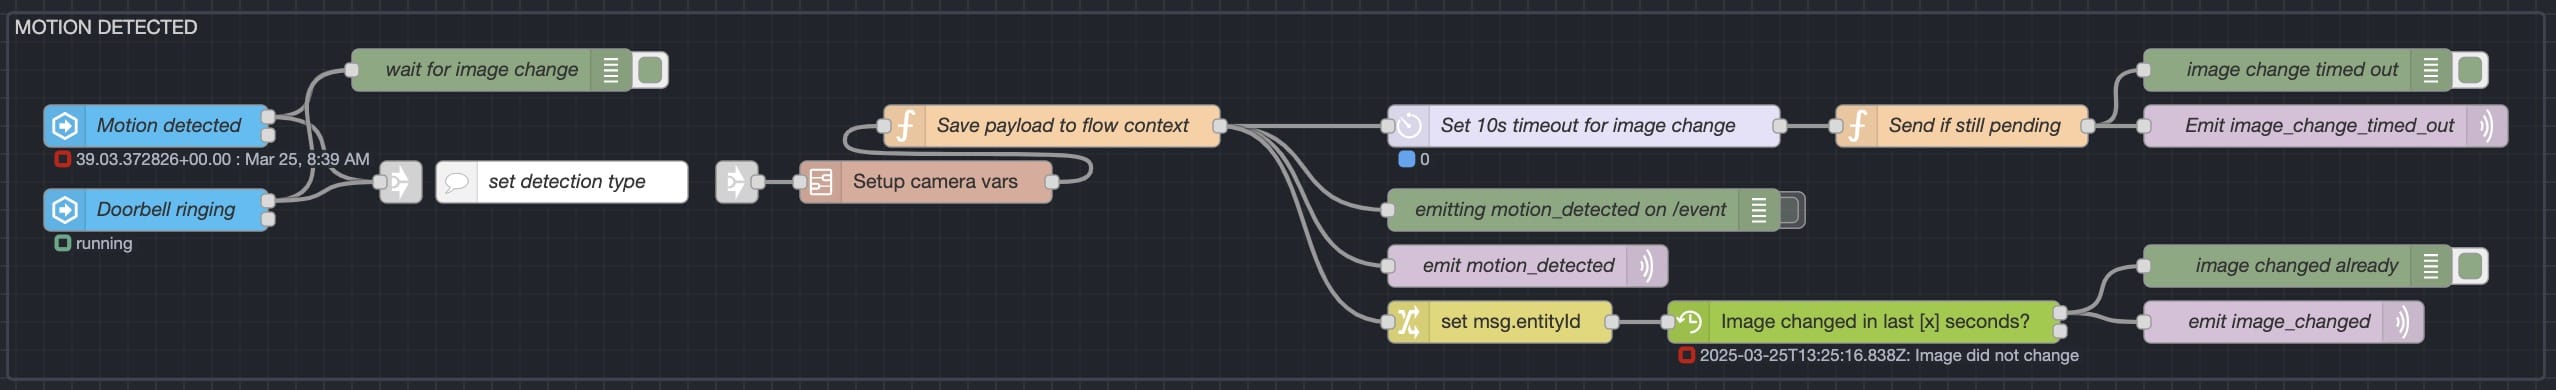 MOTION DETECTED
wait for image change
Motion detected
39.03.372826+00.00 : Mar 25, 8:39 AM
Doorbell ringing
running
set detection type
Setup camera vars
Save payload to flow context
Set 10s timeout for image change
0
Send if still pending
image change timed out
Emit image_change_timed_out
emitting motion_detected on /event
emit motion_detected
set msg.entityId
Image changed in last [x] seconds?
2025-03-25T13:25:16.838Z: Image did not change
image changed already
emit image_changed